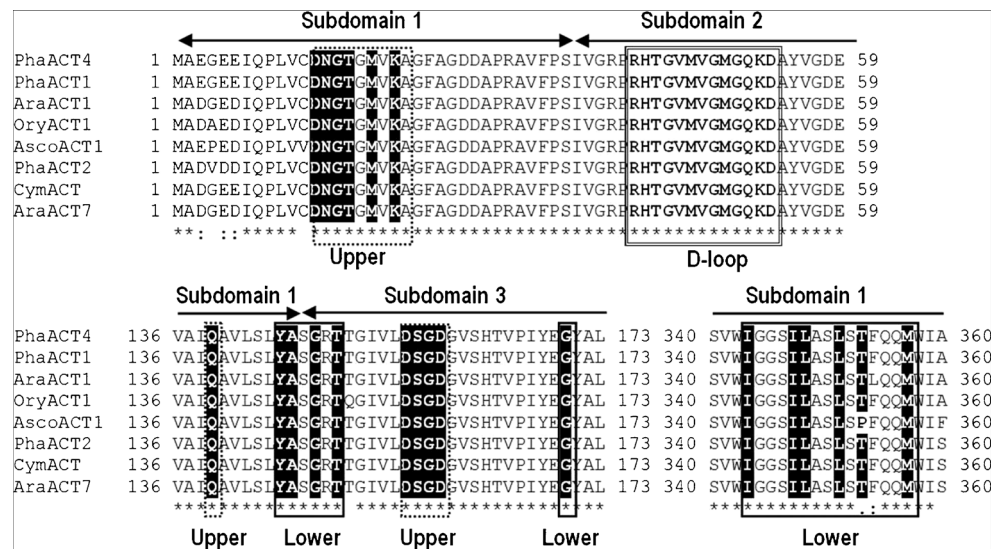 Subdomain 1 Subdomain 2
PhaACT4 1 MAEGEEIQPLVCDNGTGMVKAGFAGDDAPRAVFPSIVGRPRHTGVMVGMGQKDAYVGDE 59
PhaACT1 1 MAEGEEIQPLVCDNGTGMVKAGFAGDDAPRAVFPSIVGRPRHTGVMVGMGQKDAYVGDE 59
AraACT1 1 MADGEDIQPLVCDNGTGMVKAGFAGDDAPRAVFPSIVGRPRHTGVMVGMGQKDAYVGDE 59
OryACT1 1 MADAEDIQPLVCDNGTGMVKAGFAGDDAPRAVFPSIVGRPRHTGVMVGMGQKDAYVGDE 59
AscoACT1 1 MAEPEDIQPLVVDNGTGMVKAGFAGDDAPRAVFPSIVGRPRHTGVMVGMGQKDAYVGDE 59
PhaACT2 1 MADVDDIQPLVCDNGTGMVKAGFAGDDAPRAVFPSIVGRPRHTGVMVGMGQKDAYVGDE 59
CymACT 1 MADGEEIQPLVCDNGTGMVKAGFAGDDAPRAVFPSIVGRPRHTGVMVGMGQKDAYVGDE 59
AraACT7 1 MADGEDIQPLVCDNGTGMVKAGFAGDDAPRAVFPSIVGRPRHTGVMVGMGQKDAYVGDE 59
**: ::***** ***********************************************
Upper D-loop
Subdomain 1 Subdomain 3 Subdomain 1
PhaACT4 136 VAIQAVLSLYASGRTTGIVLDSGDGVSHTVPIYEGYAL 173 340 SVWIGGSILASLSTFQQMWIA 360
PhaACT1 136 VAIQAVLSLYASGRTTGIVLDSGDGVSHTVPIYEGYAL 173 340 SVWIGGSILASLSTFQQMWIA 360
AraACT1 136 VAIQAVLSLYASGRTTGIVLDSGDGVSHTVPIYEGYAL 173 340 SVWIGGSILASLSTLQQMWIA 360
OryACT1 136 VAIQAVLSLYASGRTQGIVLDSGDGVSHTVPIYEGYAL 173 340 SVWIGGSILASLSTFQQMWIA 360
AscoACT1 136 VAIQAVLSLYASGRTTGIVLDSGDGVSHTVPIYEGYAL 173 340 SVWIGGSILASLSPFQQMWIF 360
PhaACT2 136 VAIQAVLSLYASGRTTGIVLDSGDGVSHTVPIYEGYAL 173 340 SVWIGGSILASLSTFQQMWIS 360
CymACT 136 VAIQAVLSLYASGRTTGIVLDSGDGVSHTVPIYEGYAL 173 340 SVWIGGSILASLSTFQQMWIS 360
AraACT7 136 VAIQAVLSLYASGRTTGIVLDSGDGVSHTVPIYEGYAL 173 340 SVWIGGSILASLSTFQQMWIS 360
*************** ********************** *************.:*****
Upper Lower Upper Lower Lower